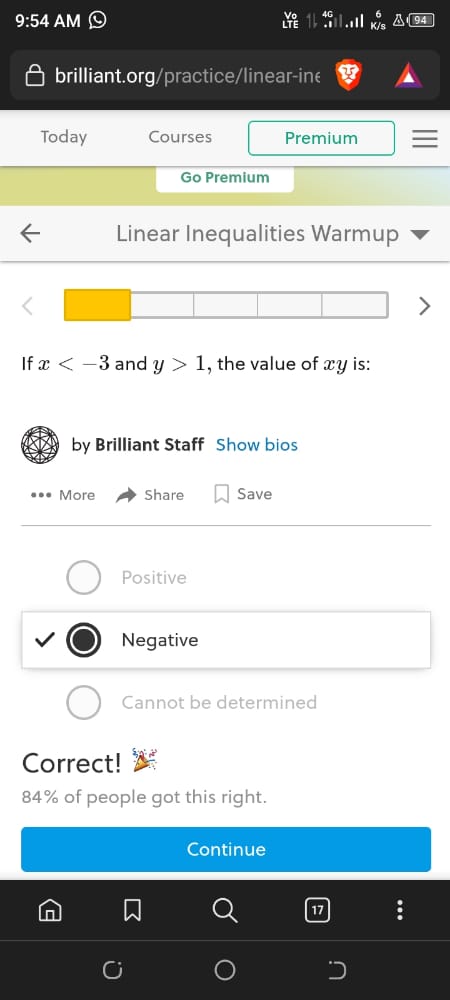 9:54 AM
Vo LTE 4G 6 K/s 94
brilliant.org/practice/linear-ine
Today Courses Premium
Go Premium
Linear Inequalities Warmup
If x < −3 and y > 1, the value of xy is:
by Brilliant Staff Show bios
More Share Save
Positive
Negative
Cannot be determined
Correct! 🎉
84% of people got this right.
Continue
17